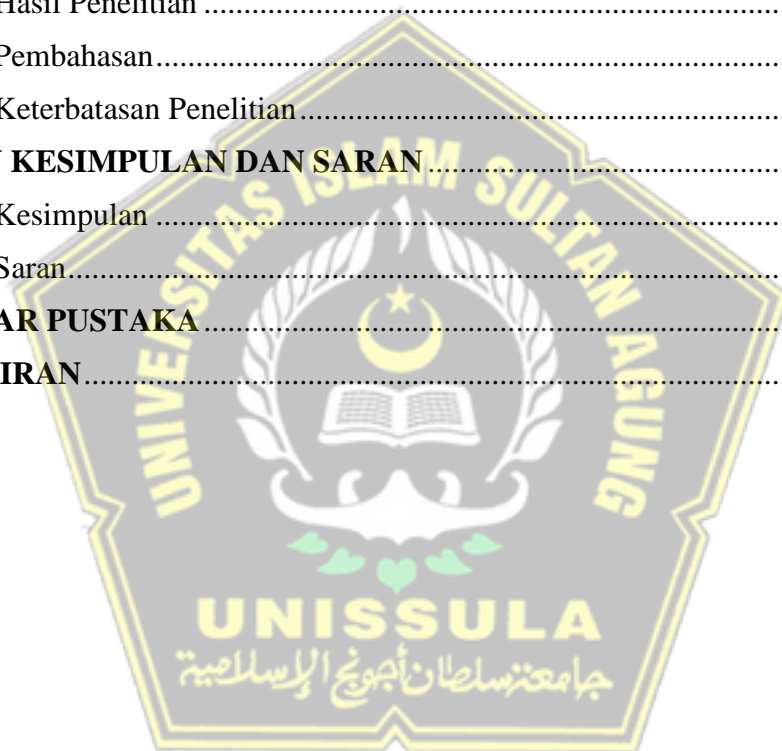 Hasil Penelitian ..........
Pembahasan ..........
Keterbatasan Penelitian ..........
KESIMPULAN DAN SARAN ..........
Kesimpulan ..........
Saran ..........
AR PUSTAKA ..........
IRAN ..........
UNIVERSITAS ISLAM SULTAN AGUNG
UNISSULA
جامعة سلطان أجونج الإسلامية